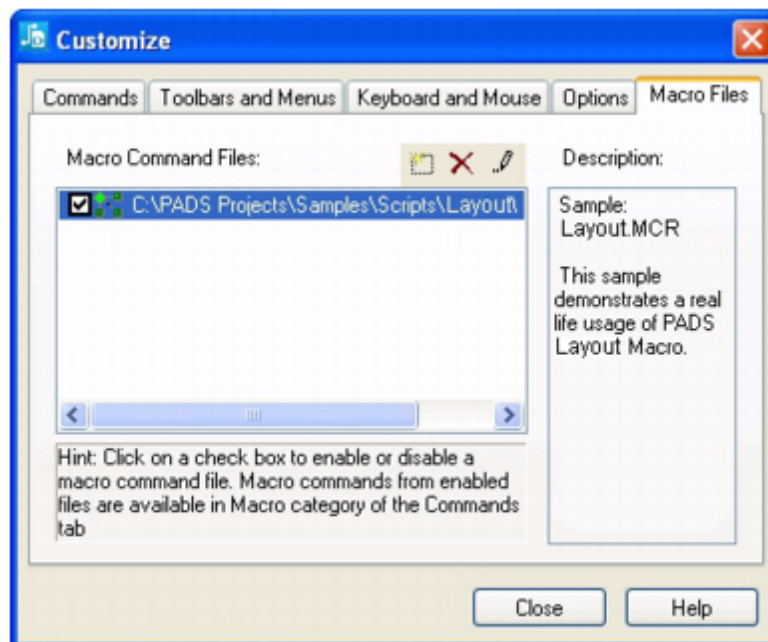 Customize
Commands
Toolbars and Menus
Keyboard and Mouse
Options
Macro Files
Macro Command Files:
C:\PADS Projects\Samples\Scripts\Layout\
Hint: Click on a check box to enable or disable a
macro command file. Macro commands from enabled
files are available in Macro category of the Commands
tab
Description:
Sample:
Layout.MCR
This sample
demonstrates a real
life usage of PADS
Layout Macro.
Close
Help